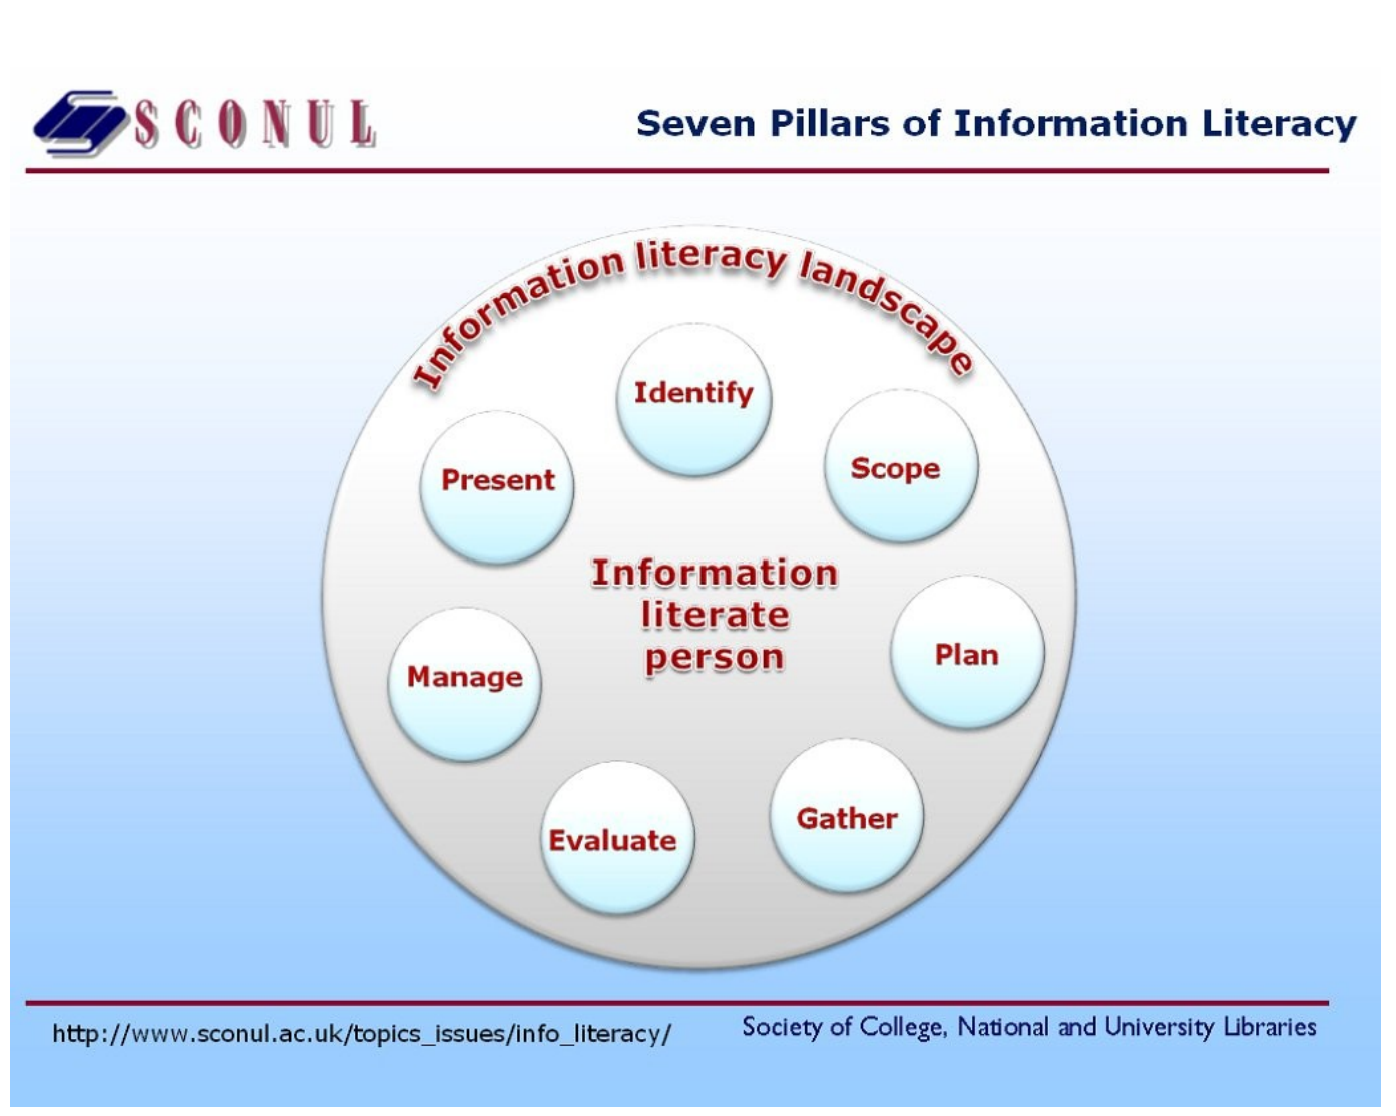 SCONUL
Seven Pillars of Information Literacy
Information literacy landscape
Identify
Scope
Present
Information
literate
person
Plan
Manage
Gather
Evaluate
http://www.sconul.ac.uk/topics_issues/info_literacy/
Society of College, National and University Libraries